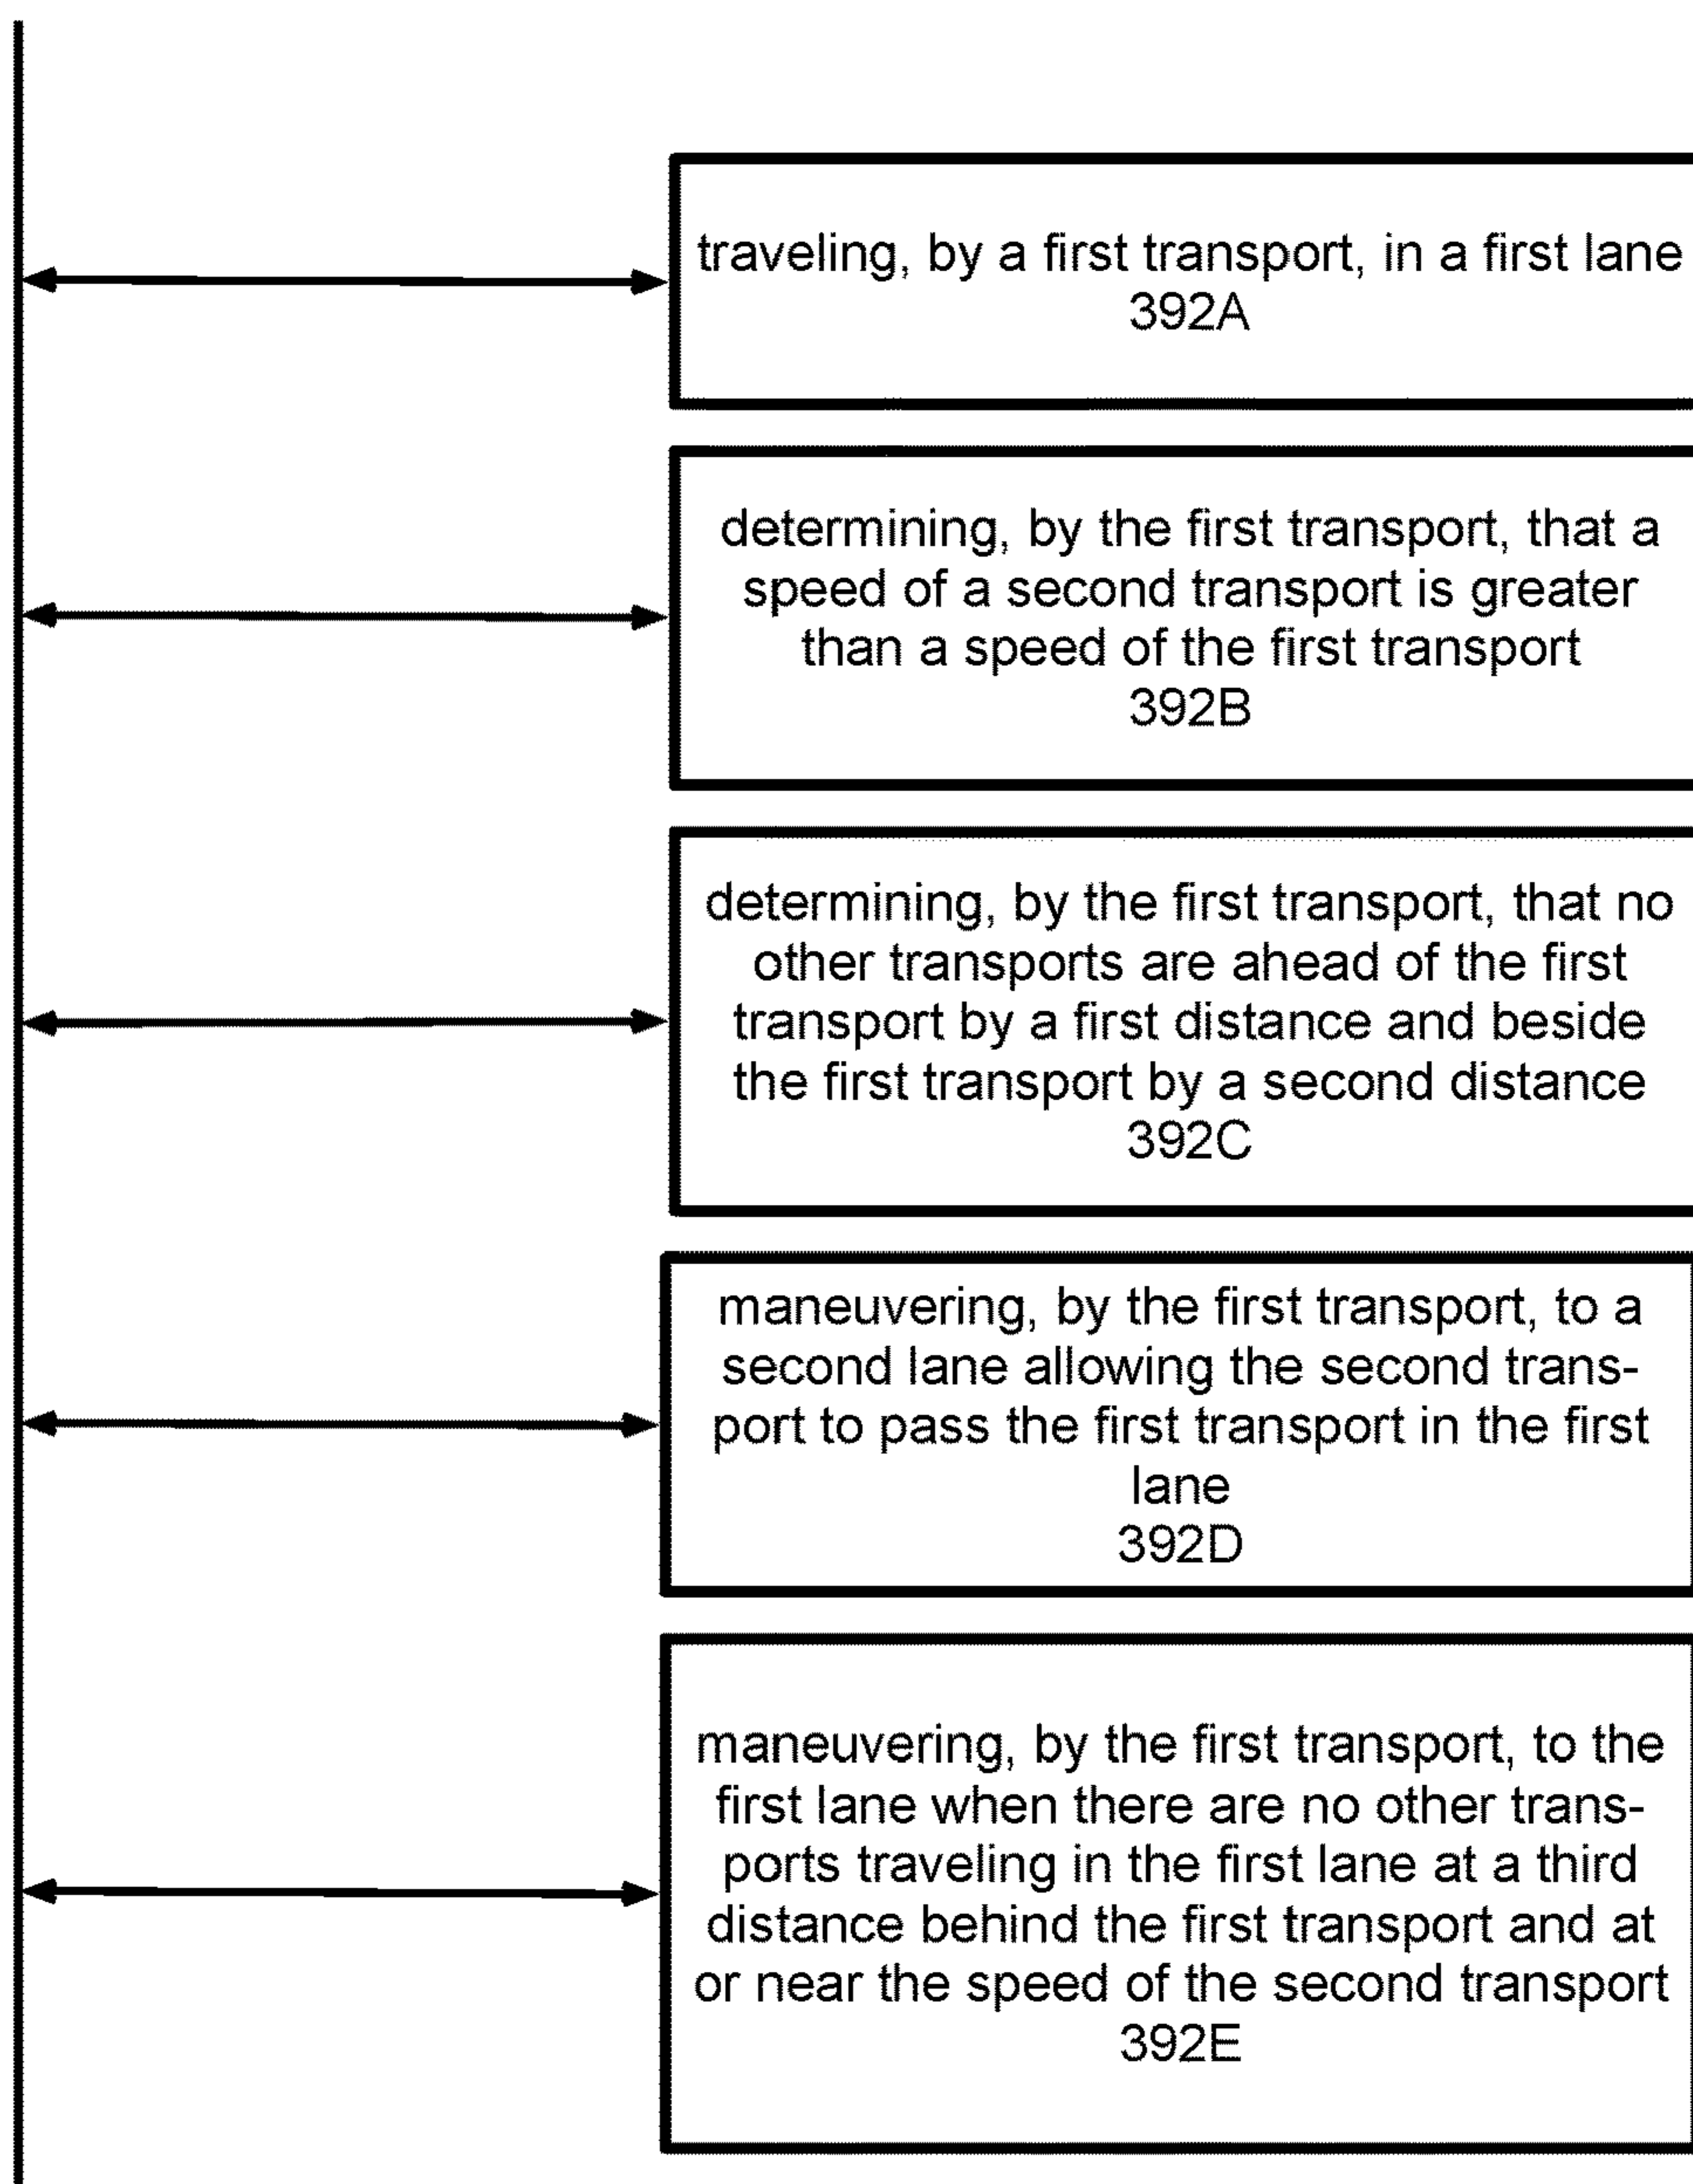 traveling, by a first transport, in a first lane
392A
determining, by the first transport, that a
speed of a second transport is greater
than a speed of the first transport
392B
determining, by the first transport, that no
other transports are ahead of the first
transport by a first distance and beside
the first transport by a second distance
392C
maneuvering, by the first transport, to a
second lane allowing the second trans-
port to pass the first transport in the first
lane
392D
maneuvering, by the first transport, to the
first lane when there are no other trans-
ports traveling in the first lane at a third
distance behind the first transport and at
or near the speed of the second transport
392E